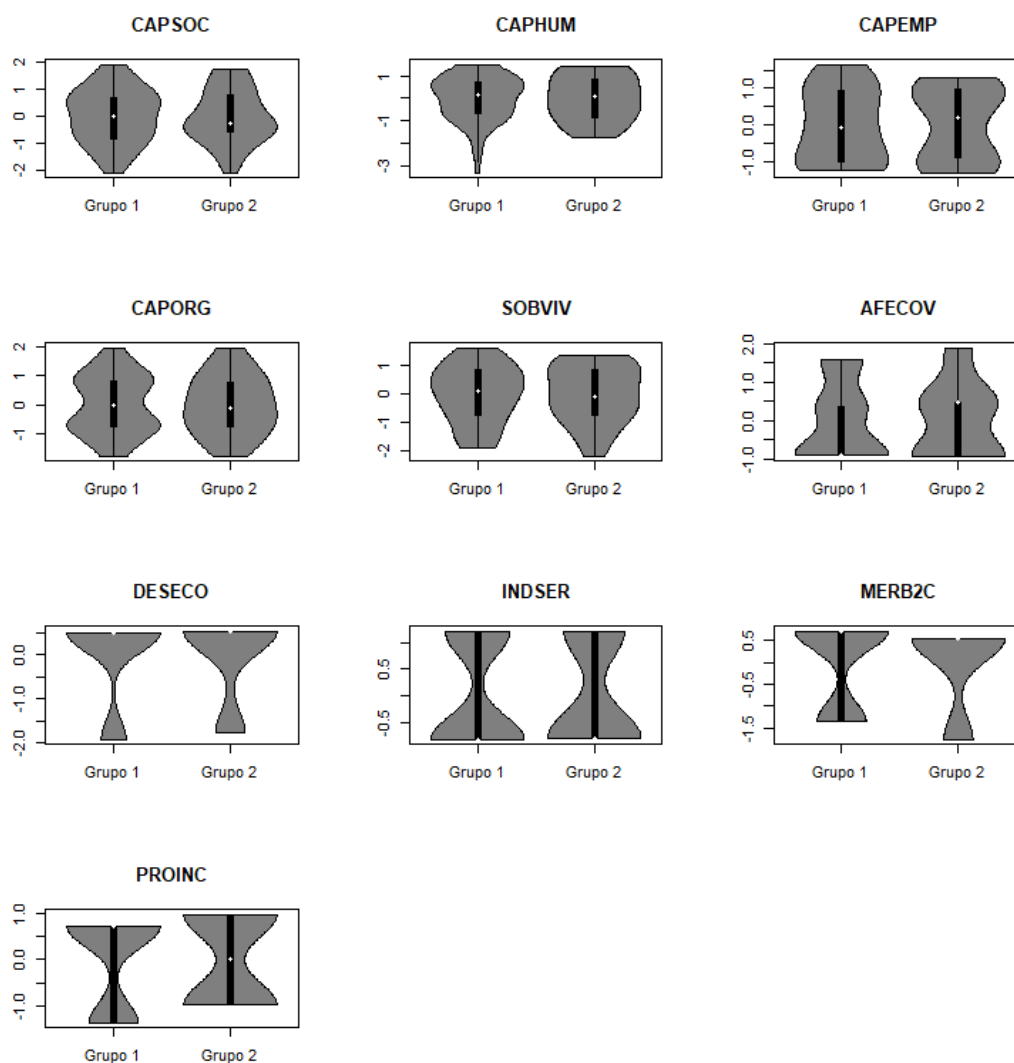 CAPSOC
2
1
0
-1
-2
Grupo 1
Grupo 2
CAPHUM
1
-1
-3
Grupo 1
Grupo 2
CAPEMP
1.0
0.0
-1.0
Grupo 1
Grupo 2
CAPORG
2
1
0
-1
Grupo 1
Grupo 2
SOBVIV
1
0
-1
-2
Grupo 1
Grupo 2
AFECOV
2.0
1.0
0.0
-1.0
Grupo 1
Grupo 2
DESECO
0.0
-1.0
-2.0
Grupo 1
Grupo 2
INDSER
0.5
-0.5
Grupo 1
Grupo 2
MERB2C
0.5
-0.5
-1.5
Grupo 1
Grupo 2
PROINC
1.0
0.0
-1.0
Grupo 1
Grupo 2